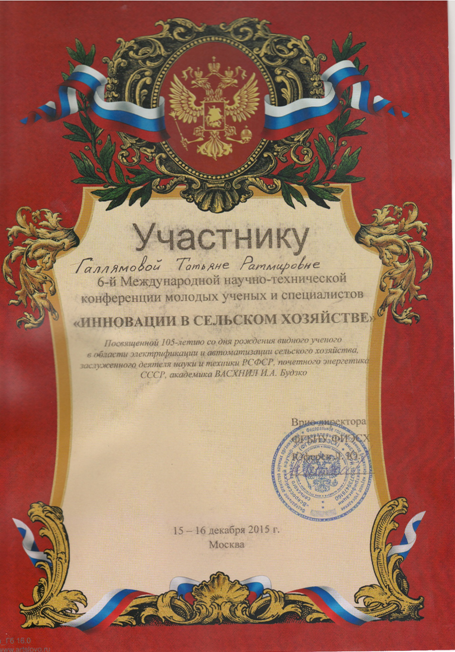 Участнику
Галлямовой Татьяне Ратмировне
6-й Международной научно-технической
конференции молодых ученых и специалистов
«ИННОВАЦИИ В СЕЛЬСКОМ ХОЗЯЙСТВЕ»
Посвященной 105-летию со дня рождения видного ученого
в области электрификации и автоматизации сельского хозяйства,
заслуженного деятеля науки и техники РСФСР, почетного энергетика
СССР, академика ВАСХНИЛ И.А. Будзко
Врио директора
15 – 16 декабря 2015 г.
Москва